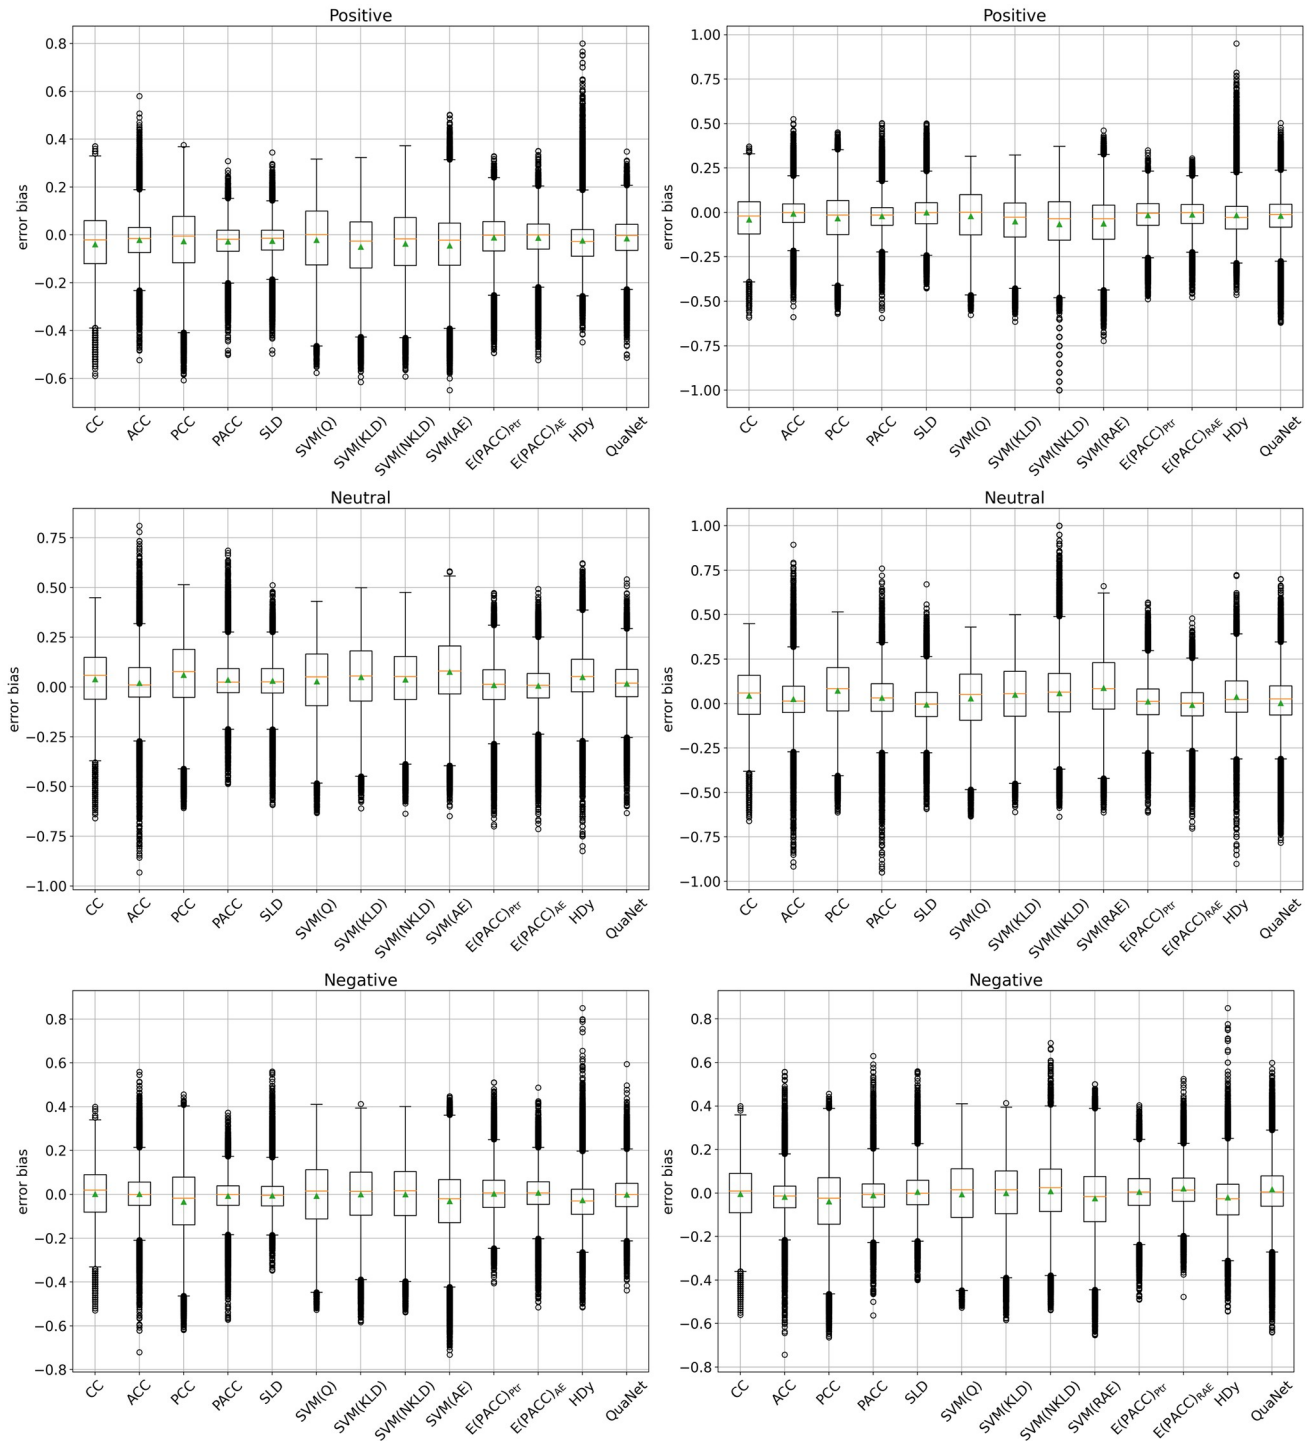 Positive
0.8
0.6
0.4
0.2
0.0
−0.2
−0.4
−0.6
error bias
CC ACC PCC PACC SLD SVM(Q) SVM(KLD) SVM(NKLD) SVM(AE) E(PACC)Ptr E(PACC)AE HDy QuaNet
Positive
1.00
0.75
0.50
0.25
0.00
−0.25
−0.50
−0.75
−1.00
error bias
CC ACC PCC PACC SLD SVM(Q) SVM(KLD) SVM(NKLD) SVM(RAE) E(PACC)Ptr E(PACC)RAE HDy QuaNet
Neutral
0.75
0.50
0.25
0.00
−0.25
−0.50
−0.75
−1.00
error bias
CC ACC PCC PACC SLD SVM(Q) SVM(KLD) SVM(NKLD) SVM(AE) E(PACC)Ptr E(PACC)AE HDy QuaNet
Neutral
1.00
0.75
0.50
0.25
0.00
−0.25
−0.50
−0.75
−1.00
error bias
CC ACC PCC PACC SLD SVM(Q) SVM(KLD) SVM(NKLD) SVM(RAE) E(PACC)Ptr E(PACC)RAE HDy QuaNet
Negative
0.8
0.6
0.4
0.2
0.0
−0.2
−0.4
−0.6
−0.8
error bias
CC ACC PCC PACC SLD SVM(Q) SVM(KLD) SVM(NKLD) SVM(AE) E(PACC)Ptr E(PACC)AE HDy QuaNet
Negative
0.8
0.6
0.4
0.2
0.0
−0.2
−0.4
−0.6
−0.8
error bias
CC ACC PCC PACC SLD SVM(Q) SVM(KLD) SVM(NKLD) SVM(RAE) E(PACC)Ptr E(PACC)RAE HDy QuaNet